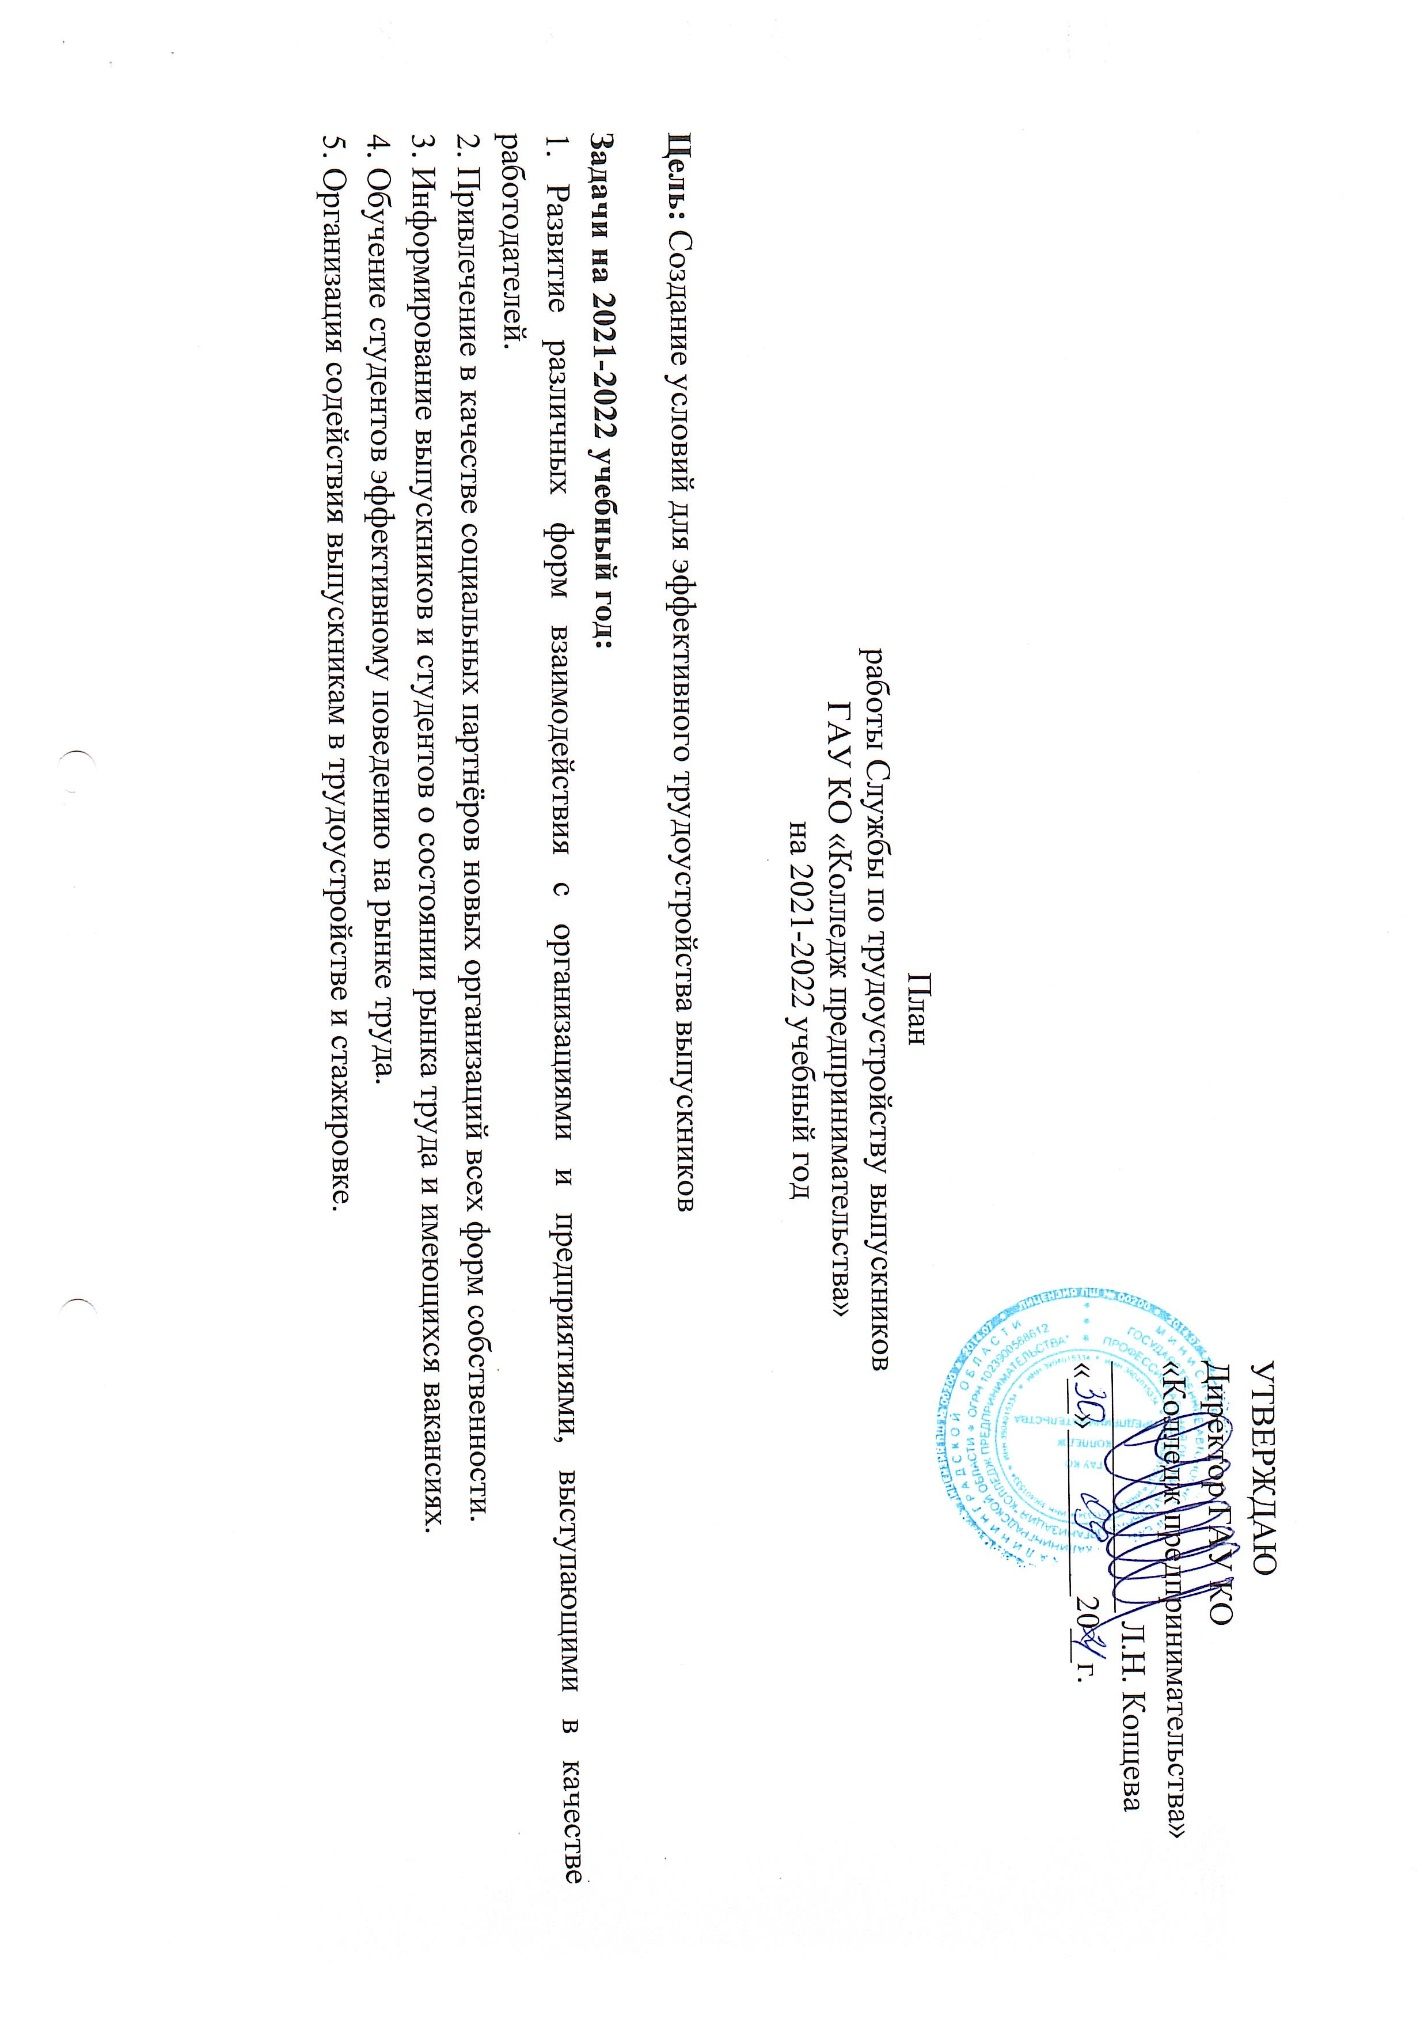 УТВЕРЖДАЮ
Директор ГАУ КО
«Колледж предпринимательства»
Л.Н. Копцева
«30» 08 2021 г.
План
работы Службы по трудоустройству выпускников
ГАУ КО «Колледж предпринимательства»
на 2021-2022 учебный год
Цель: Создание условий для эффективного трудоустройства выпускников
Задачи на 2021-2022 учебный год:
1. Развитие различных форм взаимодействия с организациями и предприятиями, выступающими в качестве
работодателей.
2. Привлечение в качестве социальных партнёров новых организаций всех форм собственности.
3. Информирование выпускников и студентов о состоянии рынка труда и имеющихся вакансиях.
4. Обучение студентов эффективному поведению на рынке труда.
5. Организация содействия выпускникам в трудоустройстве и стажировке.